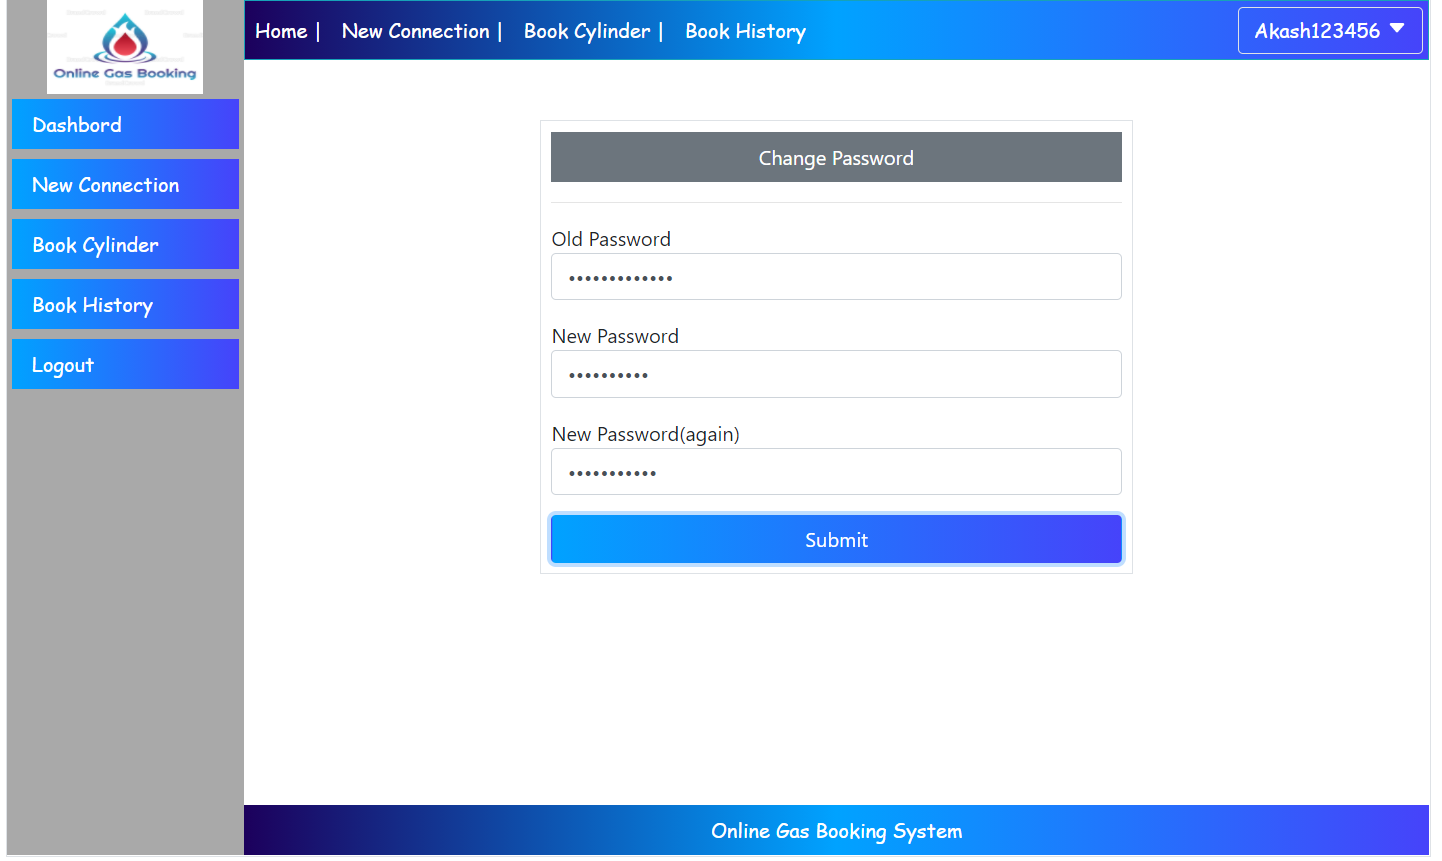 Online Gas Booking
Home | New Connection | Book Cylinder | Book History
Akash123456
Dashbord
New Connection
Book Cylinder
Book History
Logout
Change Password
Old Password
•••••••••••••
New Password
••••••••••
New Password(again)
•••••••••••
Submit
Online Gas Booking System